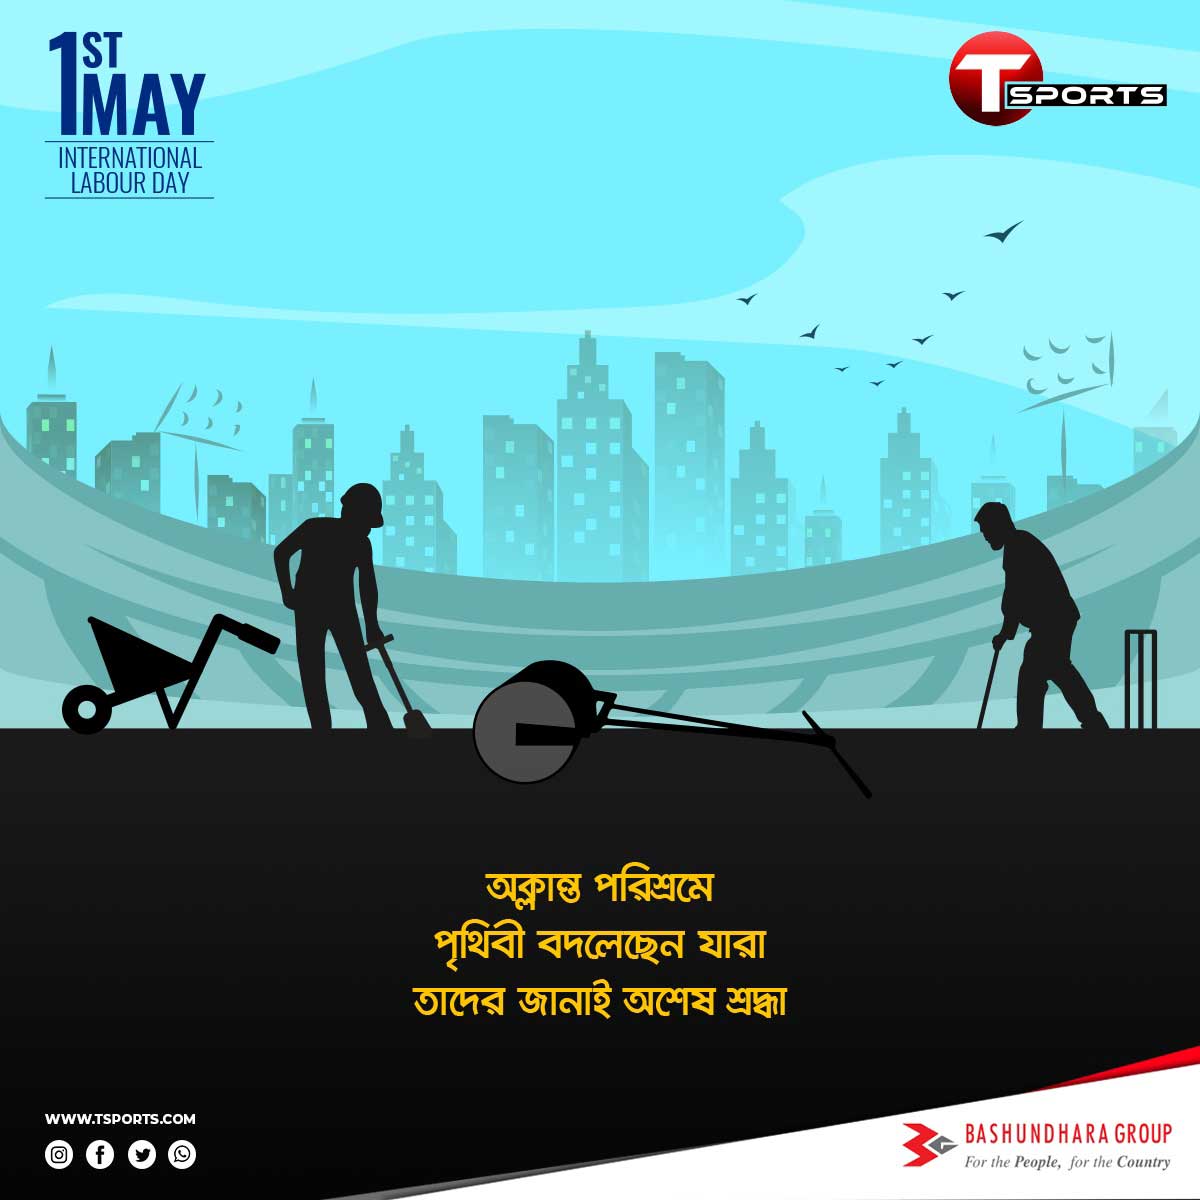 1ST
MAY
INTERNATIONAL
LABOUR DAY
T SPORTS
অক্লান্ত পরিশ্রমে
পৃথিবী বদলেছেন যারা
তাদের জানাই অশেষ শ্রদ্ধা
WWW.TSPORTS.COM
BASHUNDHARA GROUP
For the People, for the Country